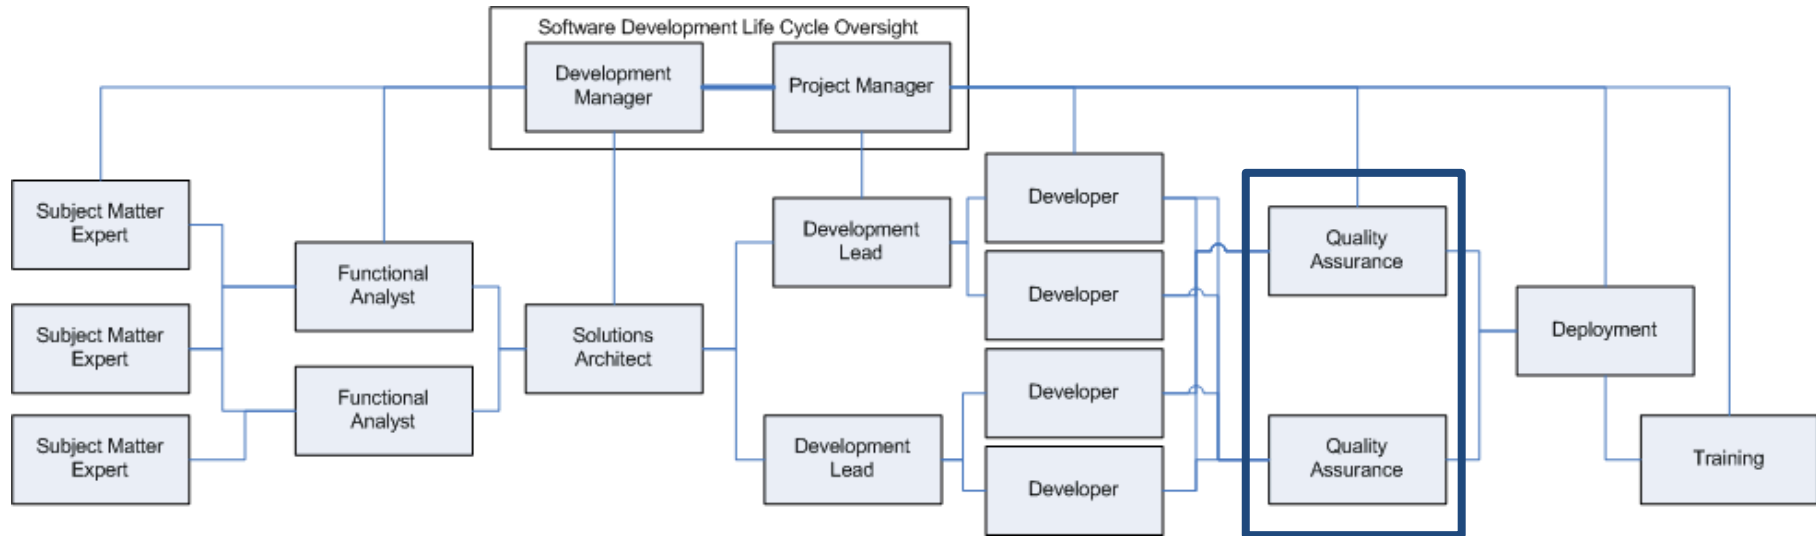 Software Development Life Cycle Oversight
Development
Manager
Project Manager
Subject Matter
Expert
Subject Matter
Expert
Subject Matter
Expert
Functional
Analyst
Functional
Analyst
Solutions
Architect
Development
Lead
Development
Lead
Developer
Developer
Developer
Developer
Quality
Assurance
Quality
Assurance
Deployment
Training